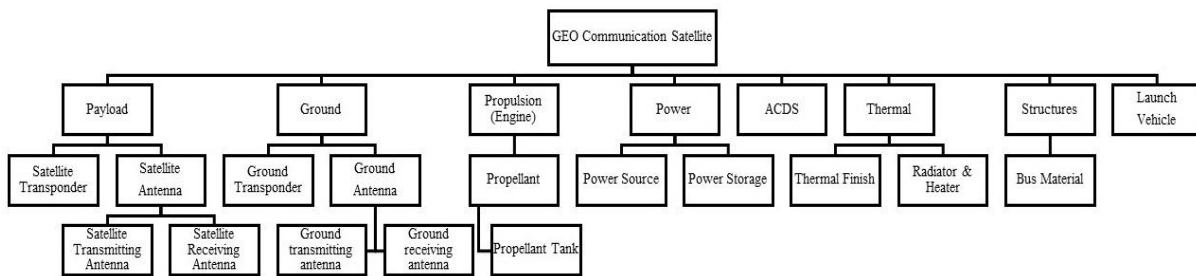 GEO Communication Satellite
Payload
Ground
Propulsion
(Engine)
Power
ACDS
Thermal
Structures
Launch
Vehicle
Satellite
Transponder
Satellite
Antenna
Ground
Transponder
Ground
Antenna
Propellant
Power Source
Power Storage
Thermal Finish
Radiator &
Heater
Bus Material
Satellite
Transmitting
Antenna
Satellite
Receiving
Antenna
Ground
transmitting
antenna
Ground
receiving
antenna
Propellant Tank